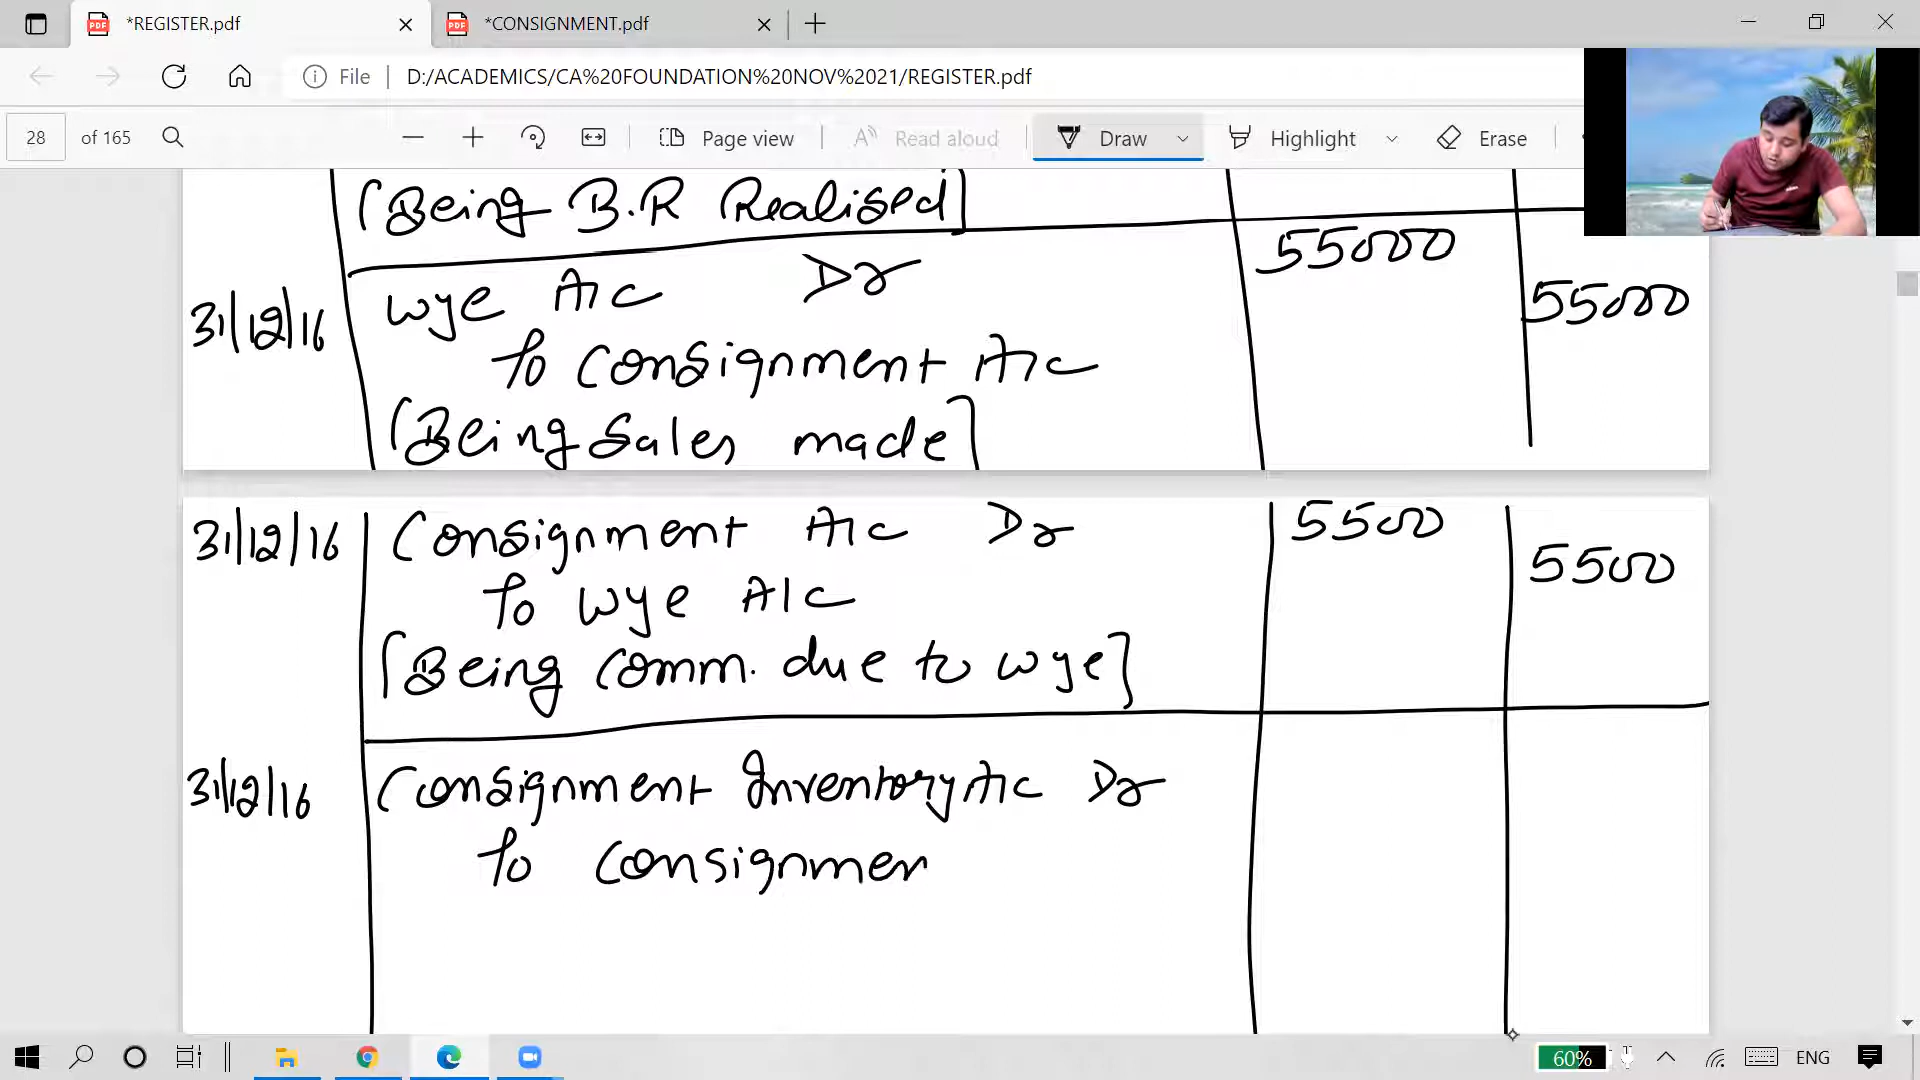 *REGISTER.pdf
*CONSIGNMENT.pdf
File D:/ACADEMICS/CA%20FOUNDATION%20NOV%2021/REGISTER.pdf
28 of 165 Page view Read aloud Draw Highlight Erase
[Being B.R Realised]
55000
31/12/16 Wye A/c Dr
55000
To Consignment A/c
[Being Sales made]
31/12/16 Consignment A/c Dr 5500
To Wye A/c 5500
[Being Comm. due to Wye]
31/12/16 Consignment Inventory A/c Dr
To Consignmen
60% ENG